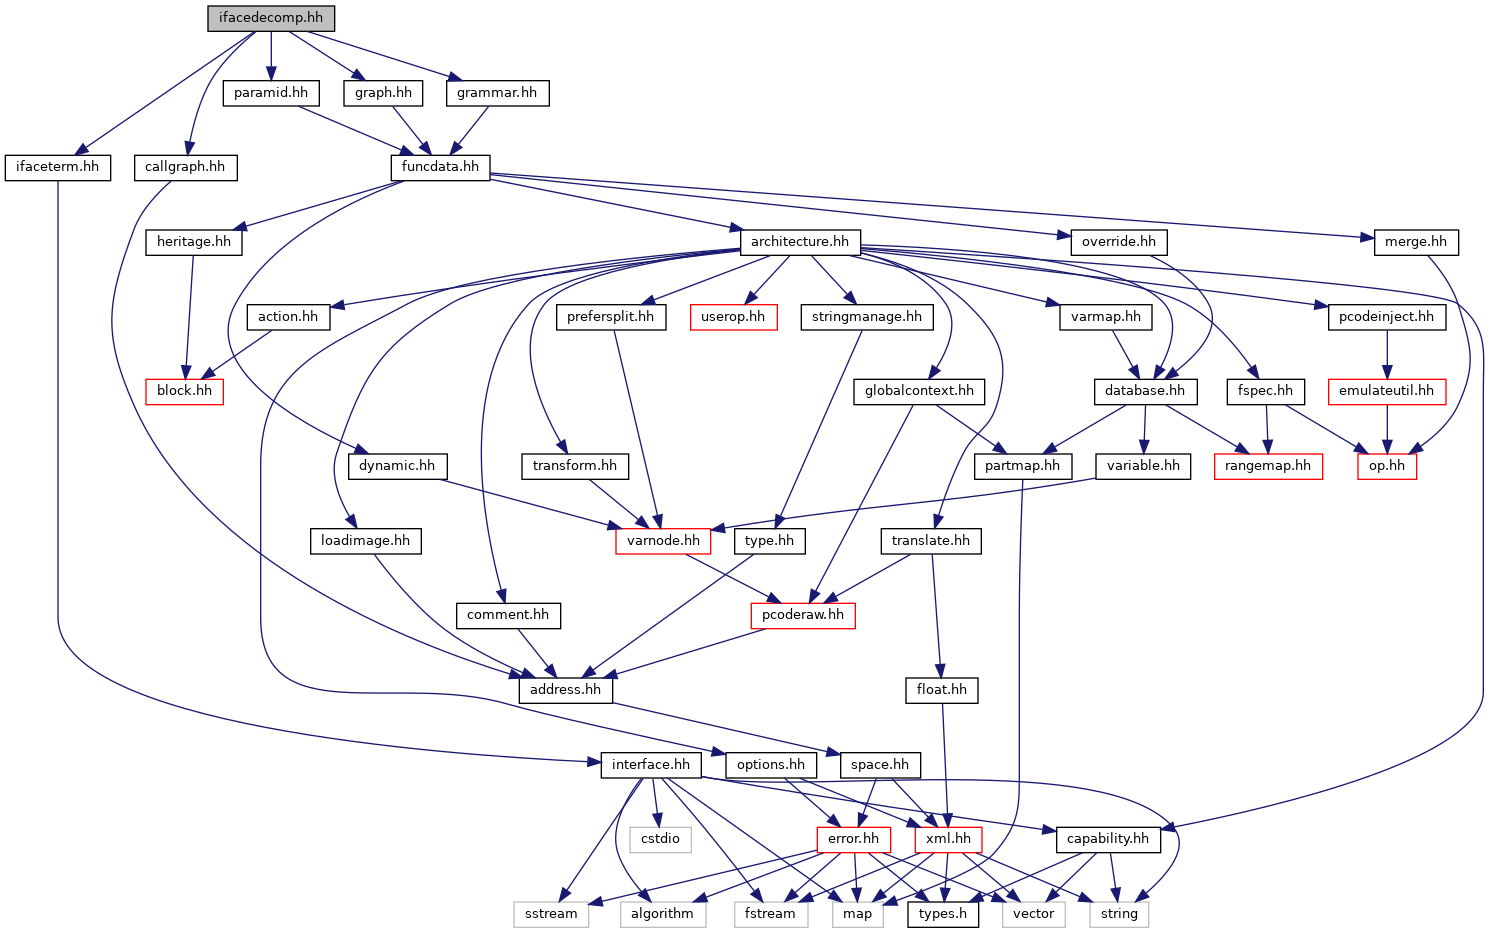 ifacedecomp.hh
paramid.hh
graph.hh
grammar.hh
ifaceterm.hh
callgraph.hh
funcdata.hh
heritage.hh
architecture.hh
override.hh
merge.hh
action.hh
prefersplit.hh
userop.hh
stringmanage.hh
varmap.hh
pcodeinject.hh
block.hh
globalcontext.hh
database.hh
fspec.hh
emulateutil.hh
dynamic.hh
transform.hh
partmap.hh
variable.hh
rangemap.hh
op.hh
loadimage.hh
varnode.hh
type.hh
translate.hh
comment.hh
pcoderaw.hh
address.hh
float.hh
interface.hh
options.hh
space.hh
cstdio
error.hh
xml.hh
capability.hh
sstream
algorithm
fstream
map
types.h
vector
string